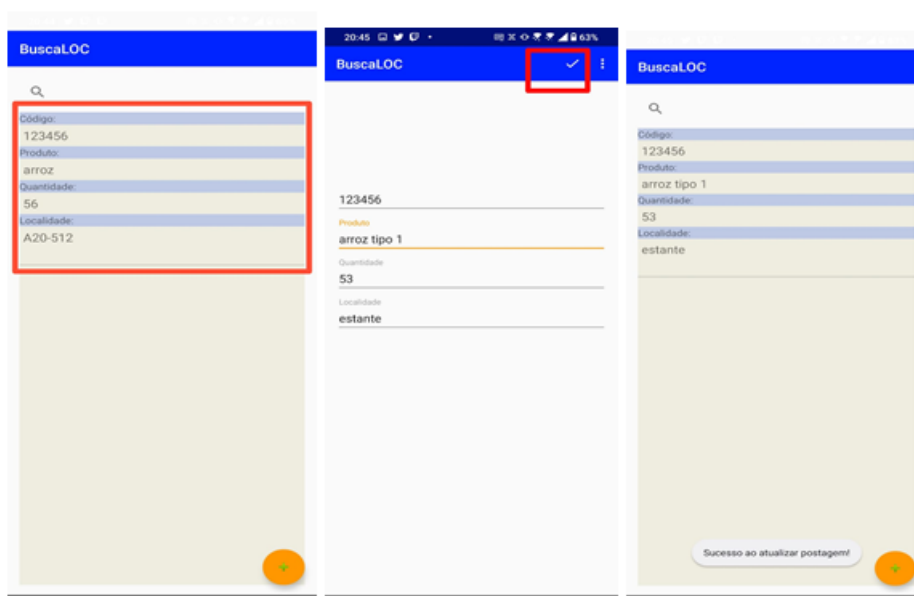 BuscaLOC
Código:
123456
Produto:
arroz
Quantidade:
56
Localidade:
A20-512
20:45
63%
BuscaLOC
123456
Produto
arroz tipo 1
Quantidade
53
Localidade
estante
BuscaLOC
Código:
123456
Produto:
arroz tipo 1
Quantidade:
53
Localidade:
estante
Sucesso ao atualizar postagem!